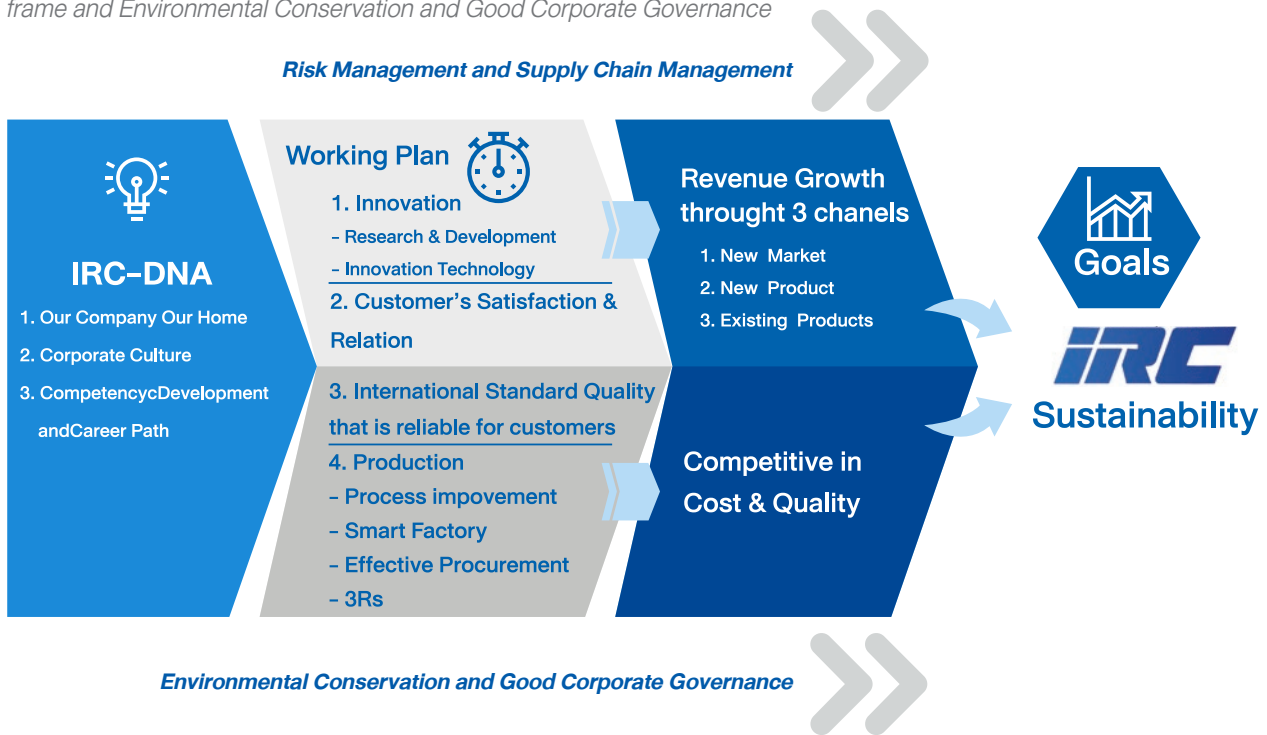 frame and Environmental Conservation and Good Corporate Governance
Risk Management and Supply Chain Management
IRC-DNA
1. Our Company Our Home
2. Corporate Culture
3. CompetencycDevelopment
andCareer Path
Working Plan
1. Innovation
- Research & Development
- Innovation Technology
2. Customer's Satisfaction &
Relation
3. International Standard Quality
that is reliable for customers
4. Production
- Process impovement
- Smart Factory
- Effective Procurement
- 3Rs
Revenue Growth
throught 3 chanels
1. New Market
2. New Product
3. Existing Products
Competitive in
Cost & Quality
Goals
iRC
Sustainability
Environmental Conservation and Good Corporate Governance